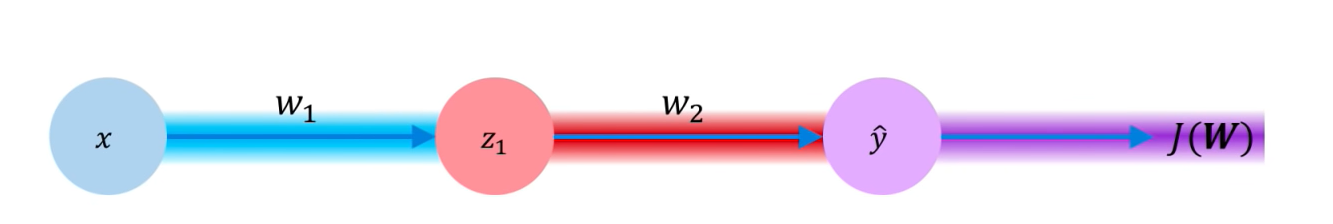 w₁ w₂
x z₁ ŷ J(W)